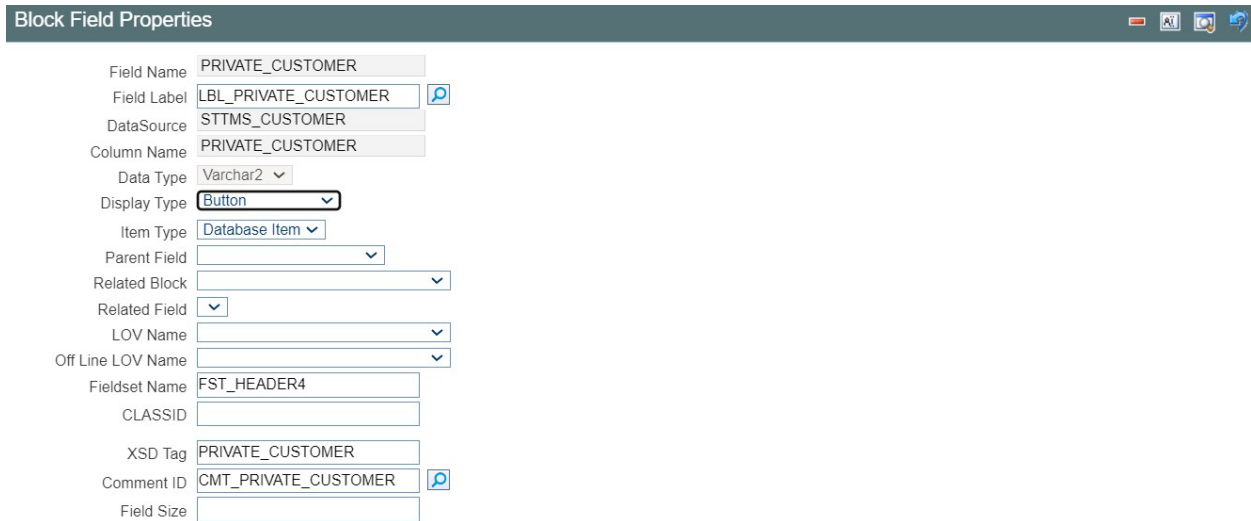 Block Field Properties
Field Name PRIVATE_CUSTOMER
Field Label LBL_PRIVATE_CUSTOMER
DataSource STTMS_CUSTOMER
Column Name PRIVATE_CUSTOMER
Data Type Varchar2
Display Type Button
Item Type Database Item
Parent Field
Related Block
Related Field
LOV Name
Off Line LOV Name
Fieldset Name FST_HEADER4
CLASSID
XSD Tag PRIVATE_CUSTOMER
Comment ID CMT_PRIVATE_CUSTOMER
Field Size